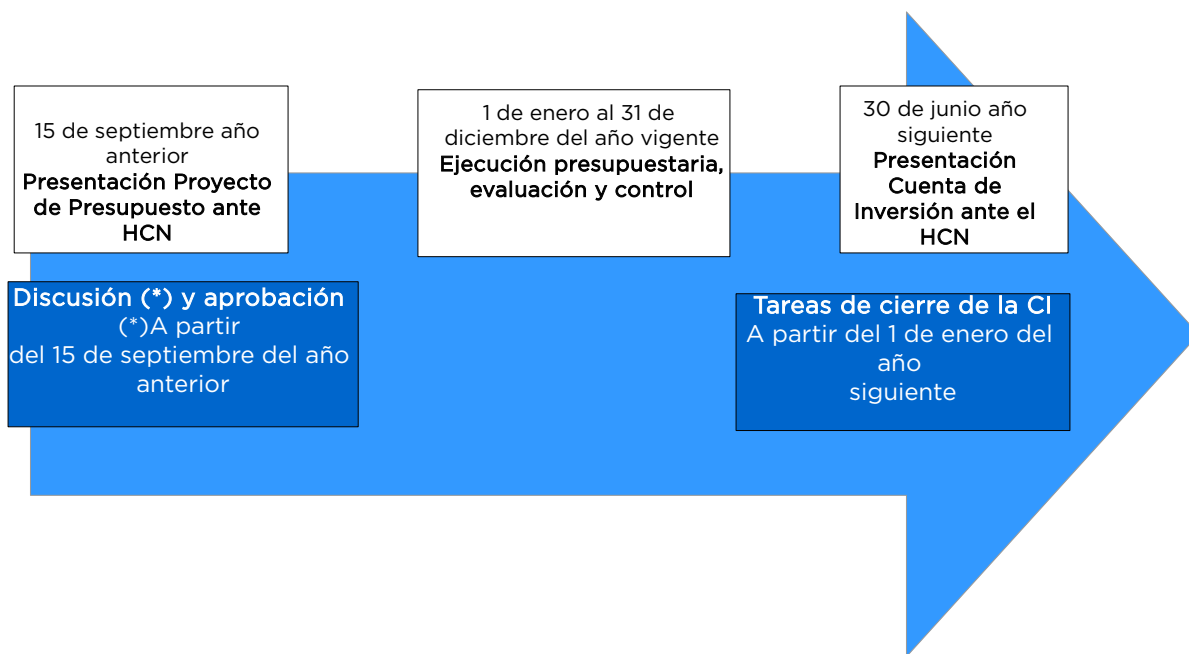 15 de septiembre año
anterior
Presentación Proyecto
de Presupuesto ante
HCN
1 de enero al 31 de
diciembre del año vigente
Ejecución presupuestaria,
evaluación y control
30 de junio año
siguiente
Presentación
Cuenta de
Inversión ante el
HCN
Discusión (*) y aprobación
(*)A partir
del 15 de septiembre del año
anterior
Tareas de cierre de la CI
A partir del 1 de enero del
año
siguiente